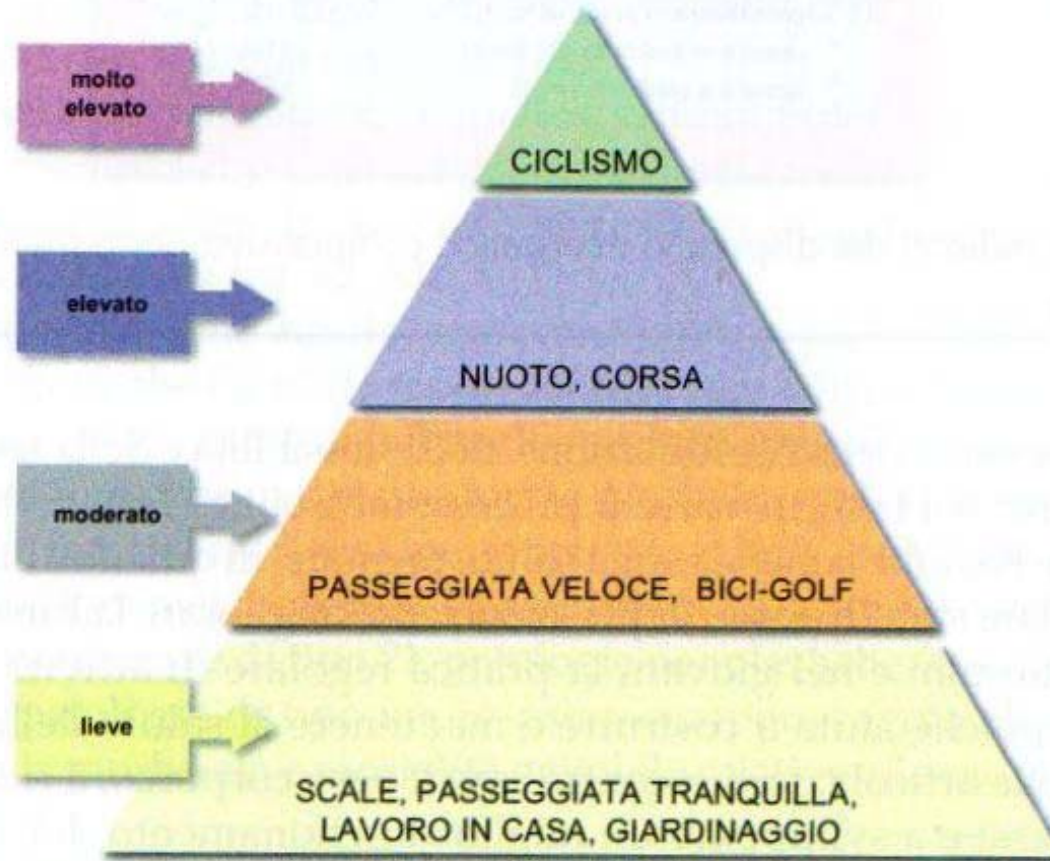 molto
elevato
CICLISMO
elevato
NUOTO, CORSA
moderato
PASSEGGIATA VELOCE, BICI-GOLF
lieve
SCALE, PASSEGGIATA TRANQUILLA,
LAVORO IN CASA, GIARDINAGGIO